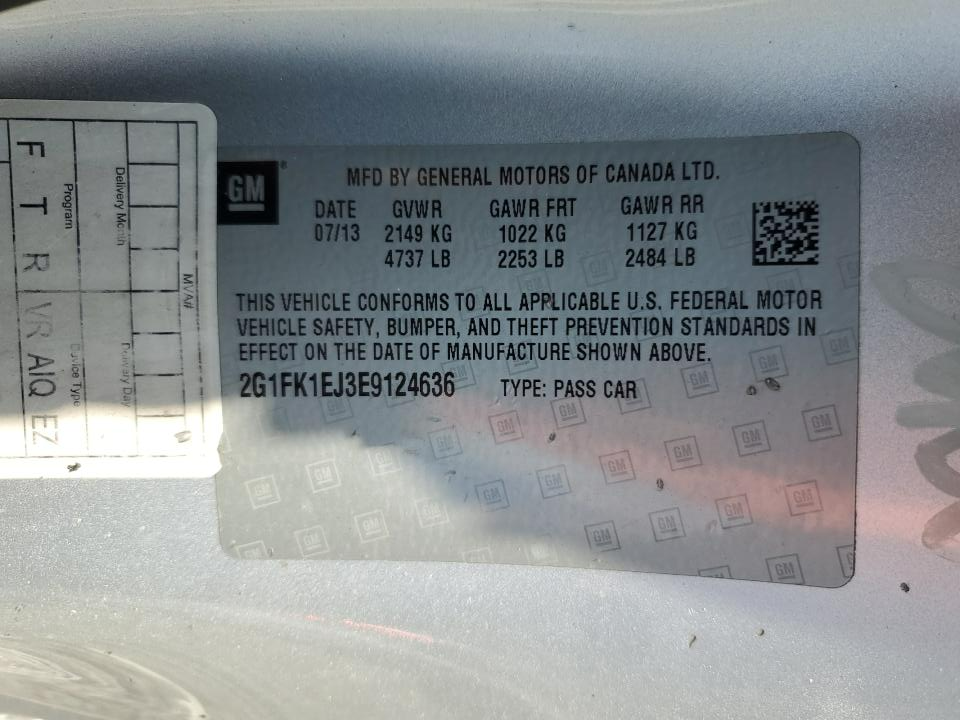 GM
MFD BY GENERAL MOTORS OF CANADA LTD.
DATE GVWR GAWR FRT GAWR RR
07/13 2149 KG 1022 KG 1127 KG
4737 LB 2253 LB 2484 LB
THIS VEHICLE CONFORMS TO ALL APPLICABLE U.S. FEDERAL MOTOR
VEHICLE SAFETY, BUMPER, AND THEFT PREVENTION STANDARDS IN
EFFECT ON THE DATE OF MANUFACTURE SHOWN ABOVE.
2G1FK1EJ3E9124636 TYPE: PASS CAR
MVA#
Delivery Month Delivery Day
Program Device Type
F T R I VR AIQ EZ